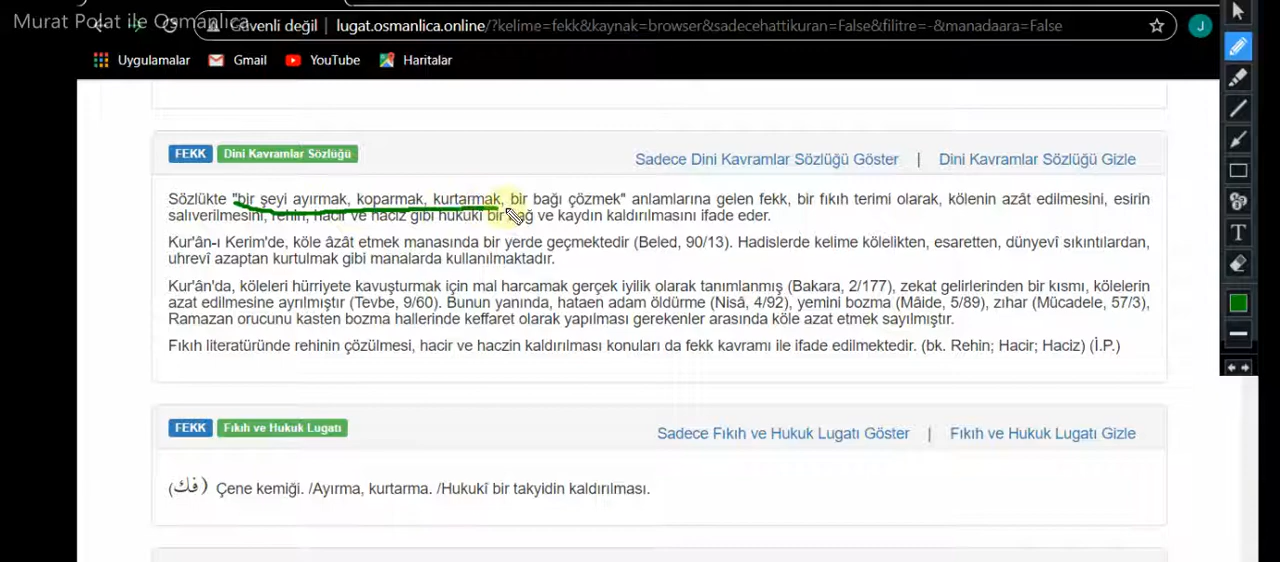 Murat Polat ile Osmanlıca
Güvenli değil | lugat.osmanlica.online/?kelime=fekk&kaynak=browser&sadecehattikuran=False&filitre=-&manadaara=False
J
Uygulamalar Gmail YouTube Haritalar
FEKK Dini Kavramlar Sözlüğü Sadece Dini Kavramlar Sözlüğü Göster | Dini Kavramlar Sözlüğü Gizle
Sözlükte "bir şeyi ayırmak, koparmak, kurtarmak, bir bağı çözmek" anlamlarına gelen fekk, bir fıkıh terimi olarak, kölenin azât edilmesini, esirin
salıverilmesini, rehin, hacir ve haciz gibi hukukî bir bağ ve kaydın kaldırılmasını ifade eder.
Kur'ân-ı Kerim'de, köle âzât etmek manasında bir yerde geçmektedir (Beled, 90/13). Hadislerde kelime kölelikten, esaretten, dünyevî sıkıntılardan,
uhrevî azaptan kurtulmak gibi manalarda kullanılmaktadır.
Kur'ân'da, köleleri hürriyete kavuşturmak için mal harcamak gerçek iyilik olarak tanımlanmış (Bakara, 2/177), zekat gelirlerinden bir kısmı, kölelerin
azat edilmesine ayrılmıştır (Tevbe, 9/60). Bunun yanında, hataen adam öldürme (Nisâ, 4/92), yemini bozma (Mâide, 5/89), zıhar (Mücadele, 57/3),
Ramazan orucunu kasten bozma hallerinde keffaret olarak yapılması gerekenler arasında köle azat etmek sayılmıştır.
Fıkıh literatüründe rehinin çözülmesi, hacir ve haczin kaldırılması konuları da fekk kavramı ile ifade edilmektedir. (bk. Rehin; Hacir; Haciz) (İ.P.)
FEKK Fıkıh ve Hukuk Lugatı Sadece Fıkıh ve Hukuk Lugatı Göster | Fıkıh ve Hukuk Lugatı Gizle
(فك) Çene kemiği. /Ayırma, kurtarma. /Hukukî bir takyidin kaldırılması.
T